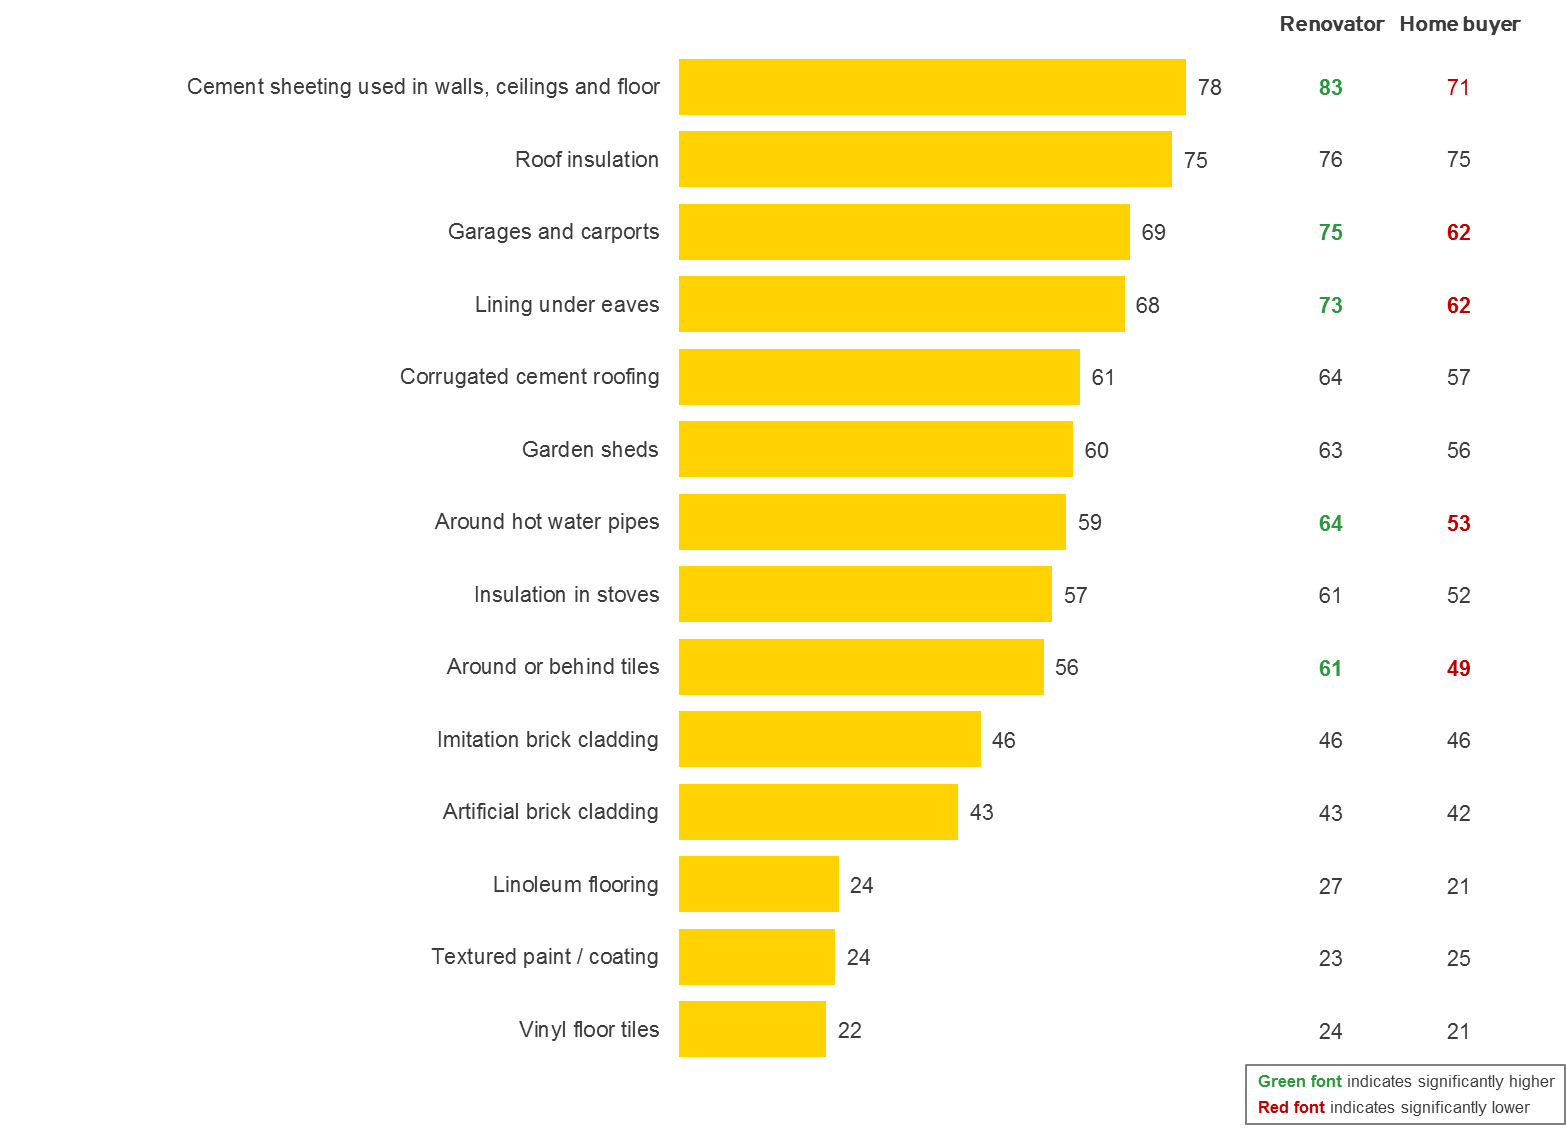 Renovator Home buyer
Cement sheeting used in walls, ceilings and floor 78 83 71
Roof insulation 75 76 75
Garages and carports 69 75 62
Lining under eaves 68 73 62
Corrugated cement roofing 61 64 57
Garden sheds 60 63 56
Around hot water pipes 59 64 53
Insulation in stoves 57 61 52
Around or behind tiles 56 61 49
Imitation brick cladding 46 46 46
Artificial brick cladding 43 43 42
Linoleum flooring 24 27 21
Textured paint / coating 24 23 25
Vinyl floor tiles 22 24 21
Green font indicates significantly higher
Red font indicates significantly lower